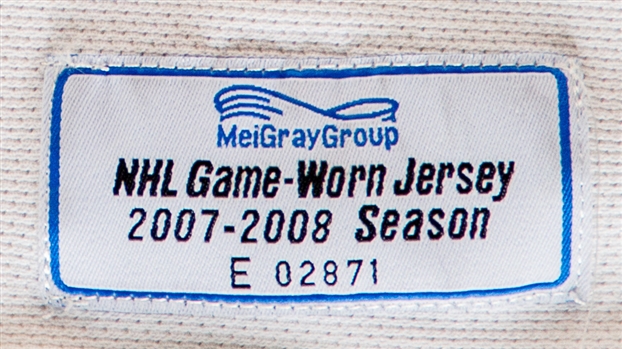 MeiGrayGroup
NHL Game-Worn Jersey
2007-2008 Season
E 02871